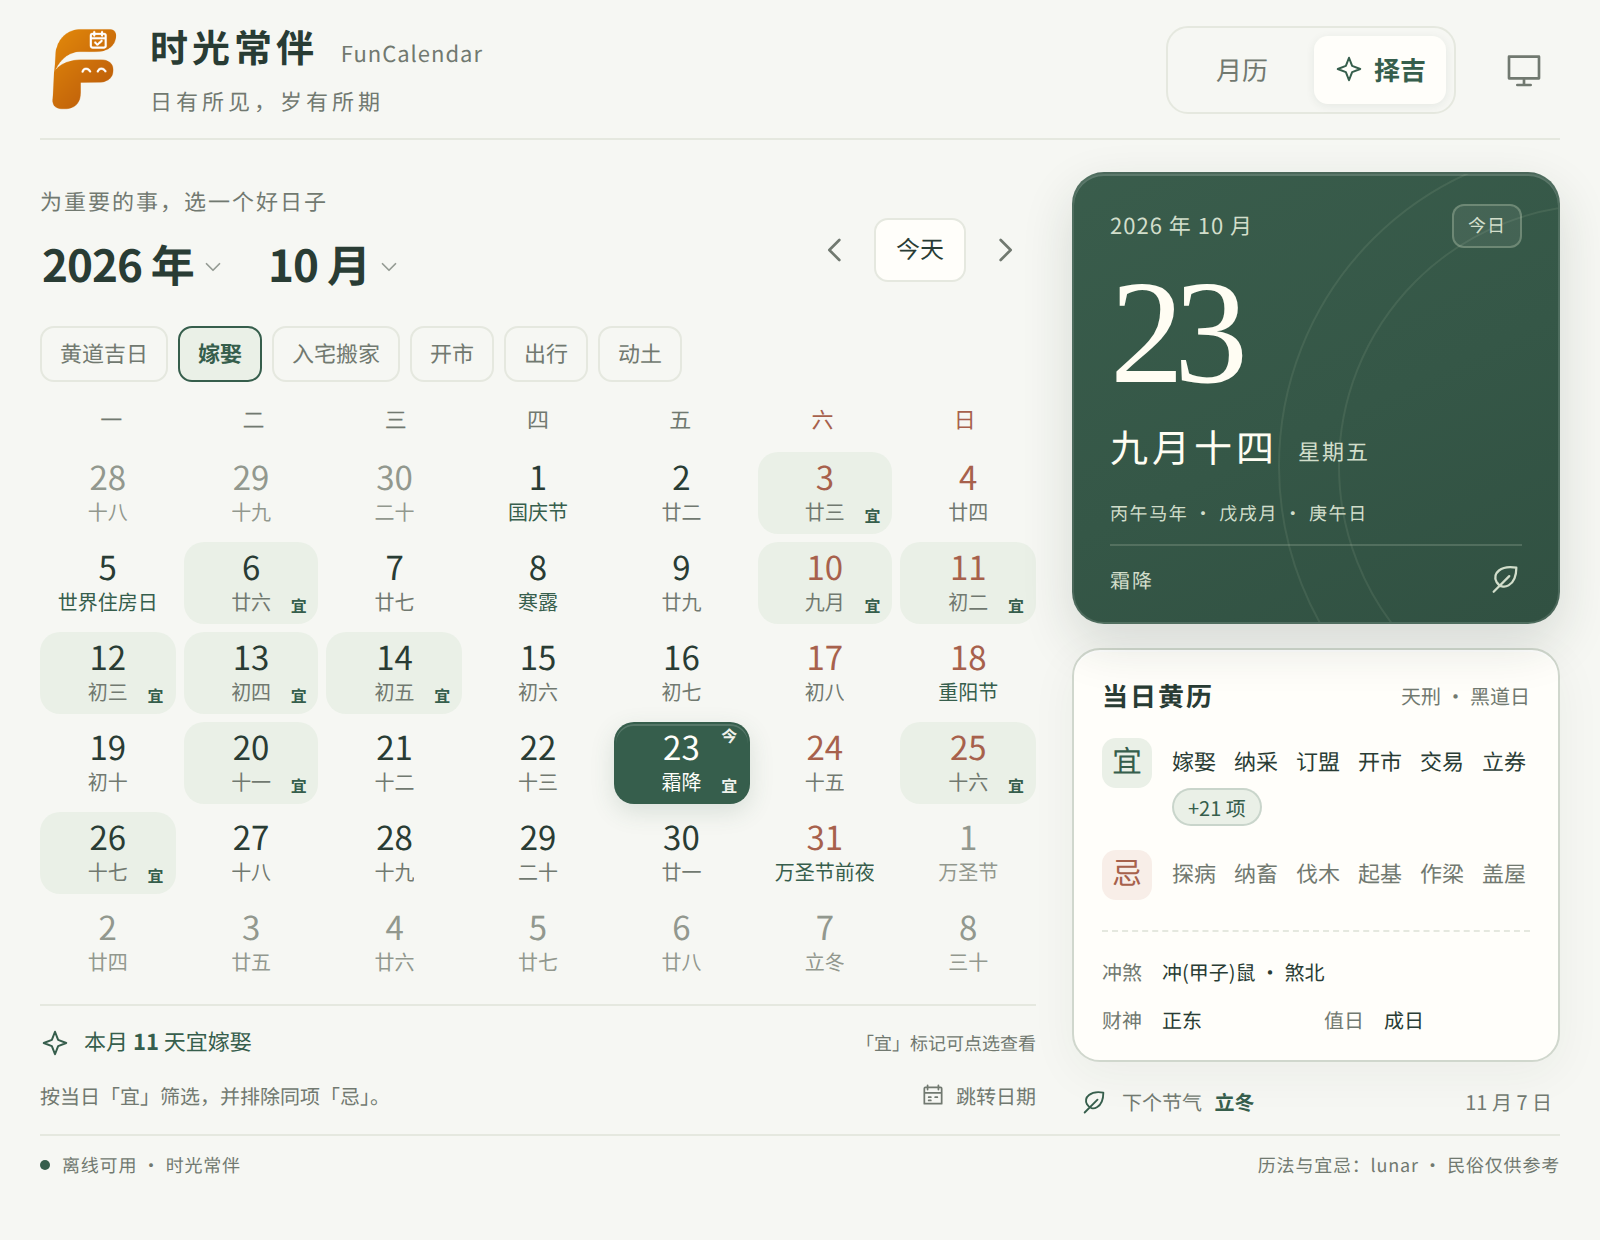 时光常伴 FunCalendar
日有所见，岁有所期
月历 择吉
为重要的事，选一个好日子
2026 年 10 月
今天
黄道吉日 嫁娶 入宅搬家 开市 出行 动土
一 二 三 四 五 六 日
28 29 30 1 2 3 4
十八 十九 二十 国庆节 廿二 廿三 宜 廿四
5 6 7 8 9 10 11
世界住房日 廿六 宜 廿七 寒露 廿九 九月 宜 初二 宜
12 13 14 15 16 17 18
初三 宜 初四 宜 初五 宜 初六 初七 初八 重阳节
19 20 21 22 23 今 24 25
初十 十一 宜 十二 十三 霜降 宜 十五 十六 宜
26 27 28 29 30 31 1
十七 宜 十八 十九 二十 廿一 万圣节前夜 万圣节
2 3 4 5 6 7 8
廿四 廿五 廿六 廿七 廿八 立冬 三十
本月 11 天宜嫁娶
「宜」标记可点选查看
按当日「宜」筛选，并排除同项「忌」。
跳转日期
2026 年 10 月 今日
23
九月十四 星期五
丙午马年 · 戊戌月 · 庚午日
霜降
当日黄历 天刑 · 黑道日
宜 嫁娶 纳采 订盟 开市 交易 立券
+21 项
忌 探病 纳畜 伐木 起基 作梁 盖屋
冲煞 冲(甲子)鼠 · 煞北
财神 正东 值日 成日
下个节气 立冬 11 月 7 日
离线可用 · 时光常伴
历法与宜忌：lunar · 民俗仅供参考